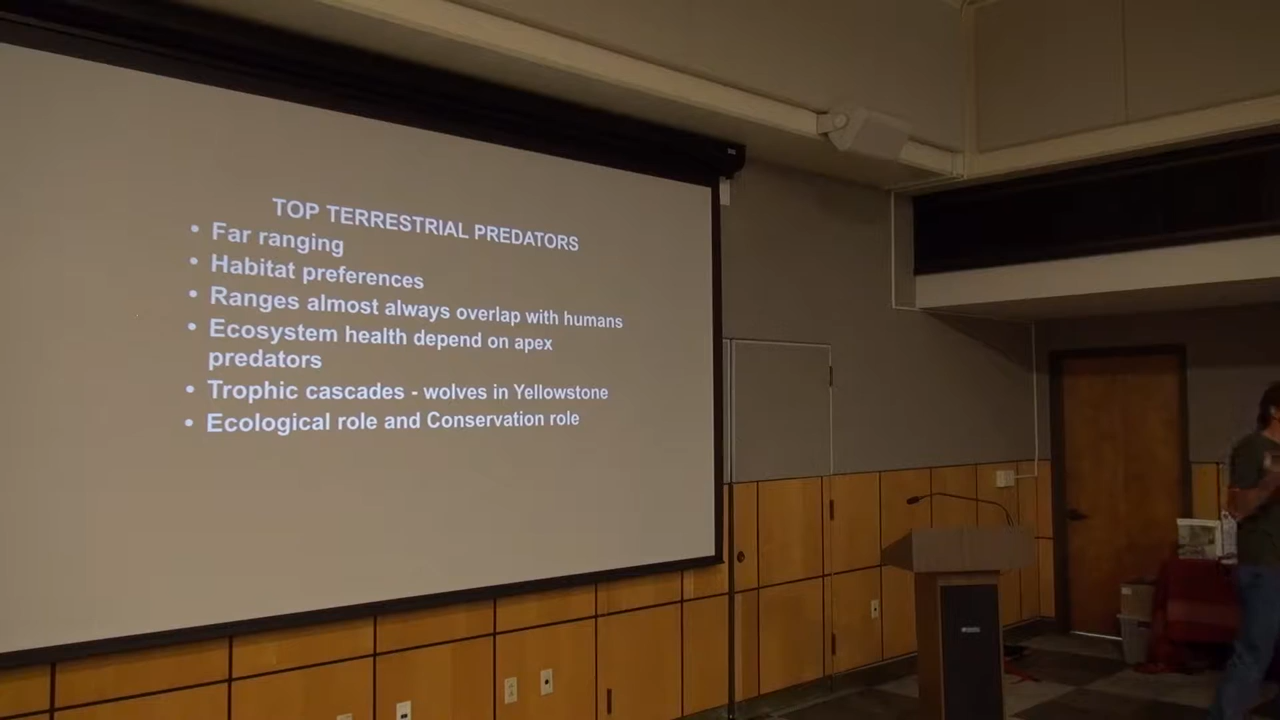 TOP TERRESTRIAL PREDATORS
• Far ranging
• Habitat preferences
• Ranges almost always overlap with humans
• Ecosystem health depend on apex
predators
• Trophic cascades - wolves in Yellowstone
• Ecological role and Conservation role